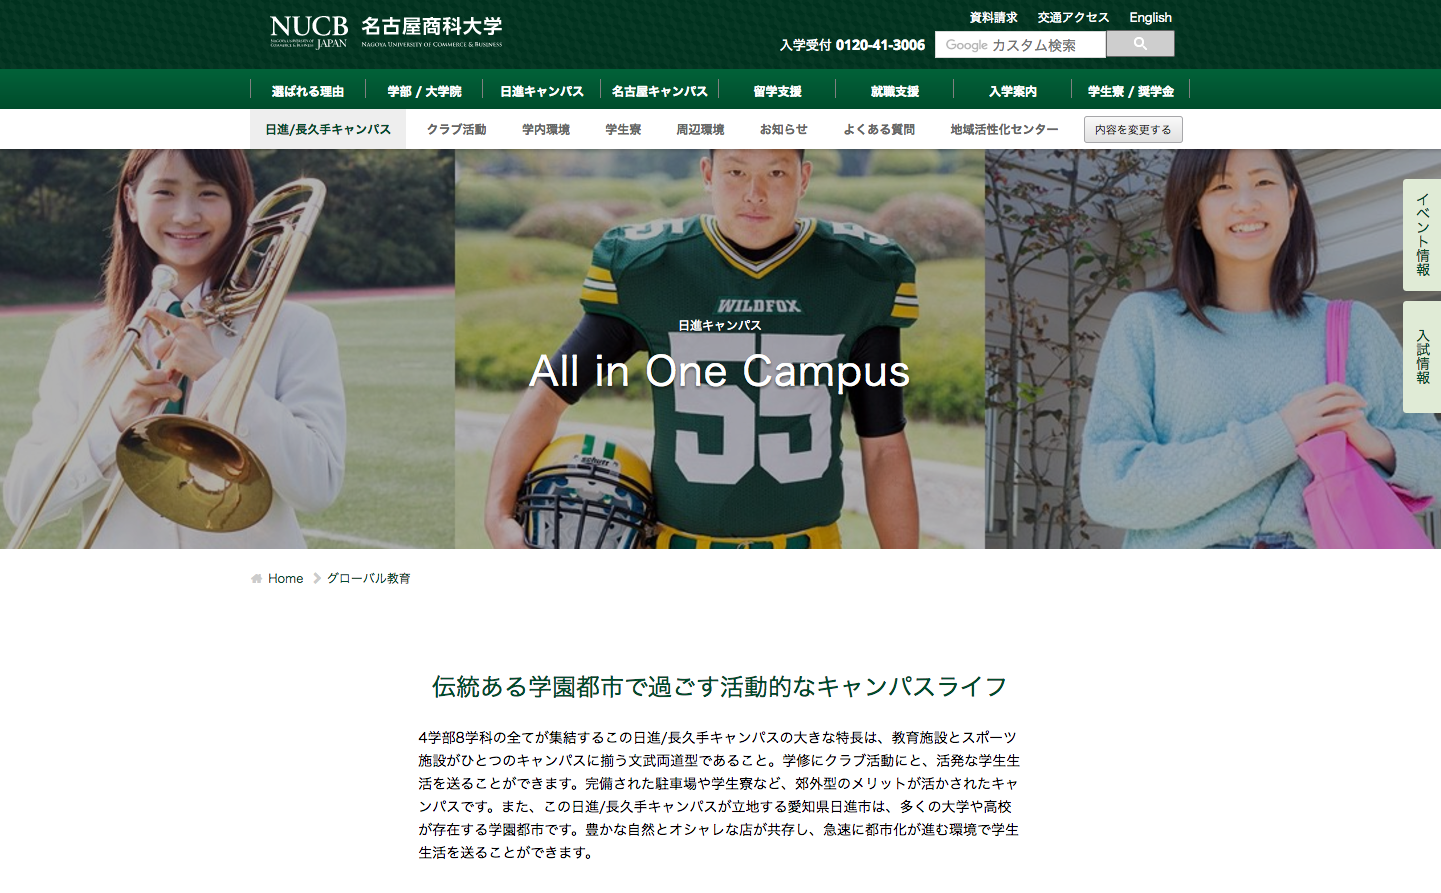 NUCB
NAGOYA UNIVERSITY OF
COMMERCE & BUSINESS JAPAN
名古屋商科大学
NAGOYA UNIVERSITY OF COMMERCE & BUSINESS
資料請求 交通アクセス English
入学受付 0120-41-3006 Google カスタム検索
選ばれる理由 学部 / 大学院 日進キャンパス 名古屋キャンパス 留学支援 就職支援 入学案内 学生寮 / 奨学金
日進/長久手キャンパス クラブ活動 学内環境 学生寮 周辺環境 お知らせ よくある質問 地域活性化センター 内容を変更する
イベント情報
入試情報
WILDFOX
日進キャンパス
All in One Campus
55
schutt
Home グローバル教育
伝統ある学園都市で過ごす活動的なキャンパスライフ
4学部8学科の全てが集結するこの日進/長久手キャンパスの大きな特長は、教育施設とスポーツ
施設がひとつのキャンパスに揃う文武両道型であること。学修にクラブ活動にと、活発な学生生
活を送ることができます。完備された駐車場や学生寮など、郊外型のメリットが活かされたキャ
ンパスです。また、この日進/長久手キャンパスが立地する愛知県日進市は、多くの大学や高校
が存在する学園都市です。豊かな自然とオシャレな店が共存し、急速に都市化が進む環境で学生
生活を送ることができます。